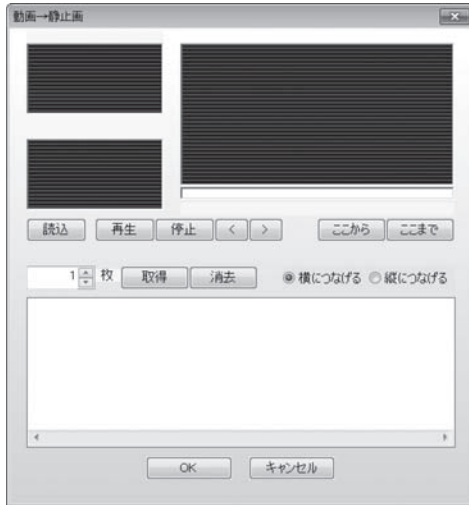 動画→静止画
読込 再生 停止 < > ここから ここまで
1 枚 取得 消去 横につなげる 縦につなげる
OK キャンセル